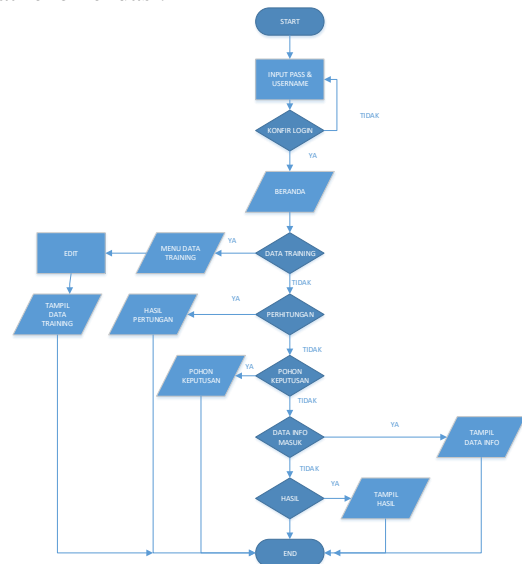 START
INPUT PASS &
USERNAME
TIDAK
KONFIR LOGIN
YA
BERANDA
YA
MENU DATA
TRAINING
EDIT
DATA TRAINING
TIDAK
TAMPIL
DATA
TRAINING
HASIL
PERTUNGAN
YA
PERHITUNGAN
TIDAK
POHON
KEPUTUSAN
YA
POHON
KEPUTUSAN
TIDAK
DATA INFO
MASUK
YA
TAMPIL
DATA INFO
TIDAK
HASIL
YA
TAMPIL
HASIL
END